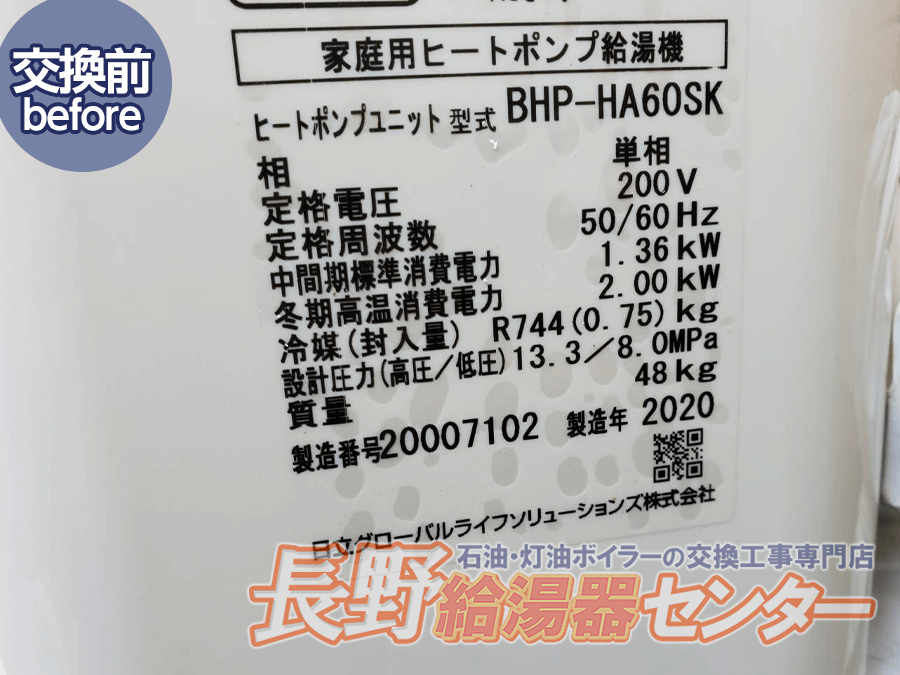 交換前
before
家庭用ヒートポンプ給湯機
ヒートポンプユニット 型式 BHP-HA60SK
相 単相
定格電圧 200V
定格周波数 50/60Hz
中間期標準消費電力 1.36kW
冬期高温消費電力 2.00kW
冷媒(封入量) R744(0.75)kg
設計圧力(高圧/低圧)13.3/8.0MPa
質量 48kg
製造番号20007102 製造年 2020
日立グローバルライフソリューションズ株式会社
石油・灯油ボイラーの交換工事専門店
長野給湯器センター